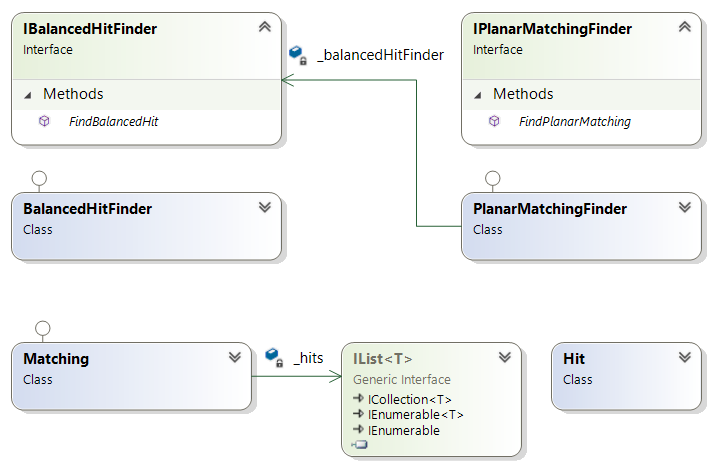 IBalancedHitFinder
Interface
Methods
FindBalancedHit
_balancedHitFinder
IPlanarMatchingFinder
Interface
Methods
FindPlanarMatching
BalancedHitFinder
Class
PlanarMatchingFinder
Class
Matching
Class
_hits
IList<T>
Generic Interface
ICollection<T>
IEnumerable<T>
IEnumerable
Hit
Class